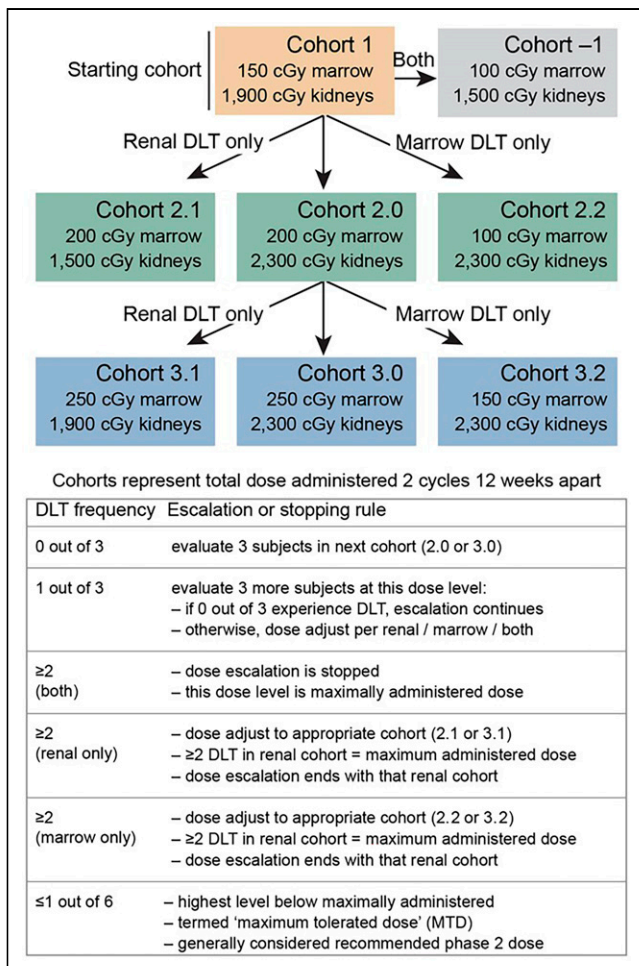 Starting cohort
Cohort 1
150 cGy marrow
1,900 cGy kidneys
Both
Cohort –1
100 cGy marrow
1,500 cGy kidneys
Renal DLT only
Marrow DLT only
Cohort 2.1
200 cGy marrow
1,500 cGy kidneys
Cohort 2.0
200 cGy marrow
2,300 cGy kidneys
Cohort 2.2
100 cGy marrow
2,300 cGy kidneys
Renal DLT only
Marrow DLT only
Cohort 3.1
250 cGy marrow
1,900 cGy kidneys
Cohort 3.0
250 cGy marrow
2,300 cGy kidneys
Cohort 3.2
150 cGy marrow
2,300 cGy kidneys
Cohorts represent total dose administered 2 cycles 12 weeks apart
DLT frequency Escalation or stopping rule
0 out of 3 evaluate 3 subjects in next cohort (2.0 or 3.0)
1 out of 3 evaluate 3 more subjects at this dose level:
– if 0 out of 3 experience DLT, escalation continues
– otherwise, dose adjust per renal / marrow / both
≥2 – dose escalation is stopped
(both) – this dose level is maximally administered dose
≥2 – dose adjust to appropriate cohort (2.1 or 3.1)
(renal only) – ≥2 DLT in renal cohort = maximum administered dose
– dose escalation ends with that renal cohort
≥2 – dose adjust to appropriate cohort (2.2 or 3.2)
(marrow only) – ≥2 DLT in renal cohort = maximum administered dose
– dose escalation ends with that renal cohort
≤1 out of 6 – highest level below maximally administered
– termed ‘maximum tolerated dose’ (MTD)
– generally considered recommended phase 2 dose